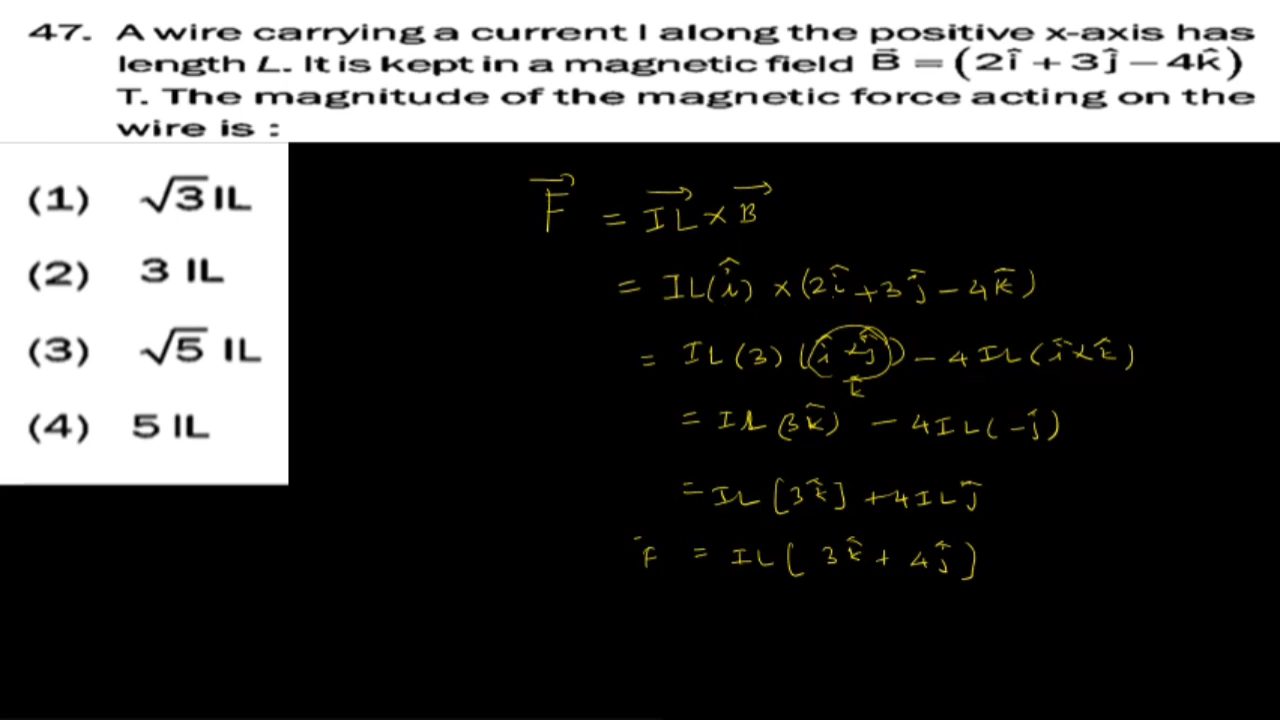 47. A wire carrying a current I along the positive x-axis has
length L. It is kept in a magnetic field B⃗ = (2î + 3ĵ − 4k̂)
T. The magnitude of the magnetic force acting on the
wire is :
(1) √3 IL
(2) 3 IL
(3) √5 IL
(4) 5 IL
F⃗ = IL⃗ × B⃗
= IL(î) × (2î + 3ĵ − 4k̂)
= IL(3)(î × ĵ) − 4IL(î × k̂)
k̂
= IL(3k̂) − 4IL(−ĵ)
= IL[3k̂] + 4ILĵ
F = IL[3k̂ + 4ĵ]